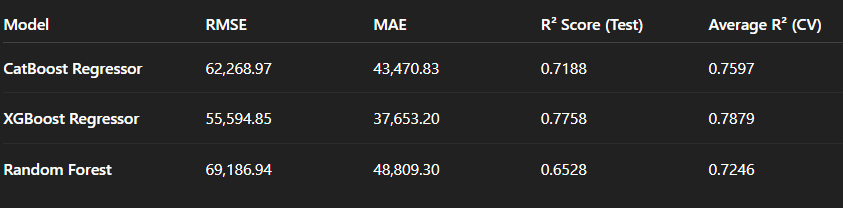 Model RMSE MAE R² Score (Test) Average R² (CV)
CatBoost Regressor 62,268.97 43,470.83 0.7188 0.7597
XGBoost Regressor 55,594.85 37,653.20 0.7758 0.7879
Random Forest 69,186.94 48,809.30 0.6528 0.7246